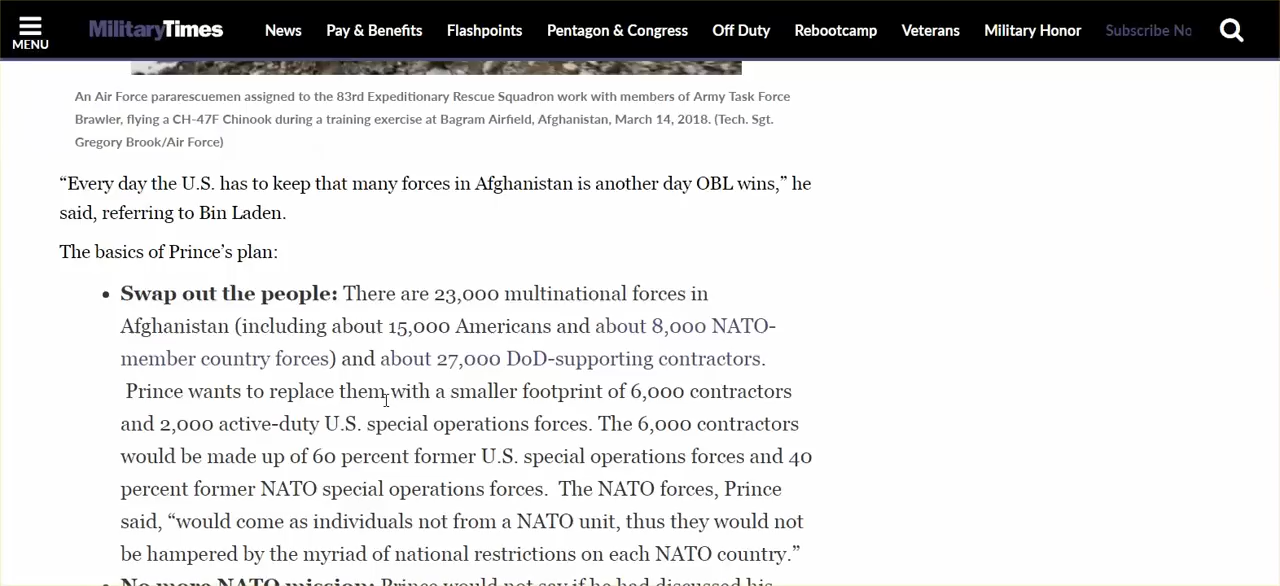 MENU
MilitaryTimes
News
Pay & Benefits
Flashpoints
Pentagon & Congress
Off Duty
Rebootcamp
Veterans
Military Honor
Subscribe No
An Air Force pararescuemen assigned to the 83rd Expeditionary Rescue Squadron work with members of Army Task Force
Brawler, flying a CH-47F Chinook during a training exercise at Bagram Airfield, Afghanistan, March 14, 2018. (Tech. Sgt.
Gregory Brook/Air Force)
“Every day the U.S. has to keep that many forces in Afghanistan is another day OBL wins,” he
said, referring to Bin Laden.
The basics of Prince’s plan:
• Swap out the people: There are 23,000 multinational forces in
Afghanistan (including about 15,000 Americans and about 8,000 NATO-
member country forces) and about 27,000 DoD-supporting contractors.
Prince wants to replace them with a smaller footprint of 6,000 contractors
and 2,000 active-duty U.S. special operations forces. The 6,000 contractors
would be made up of 60 percent former U.S. special operations forces and 40
percent former NATO special operations forces.  The NATO forces, Prince
said, “would come as individuals not from a NATO unit, thus they would not
be hampered by the myriad of national restrictions on each NATO country.”
• No more NATO mission: Prince would not say if he had discussed his